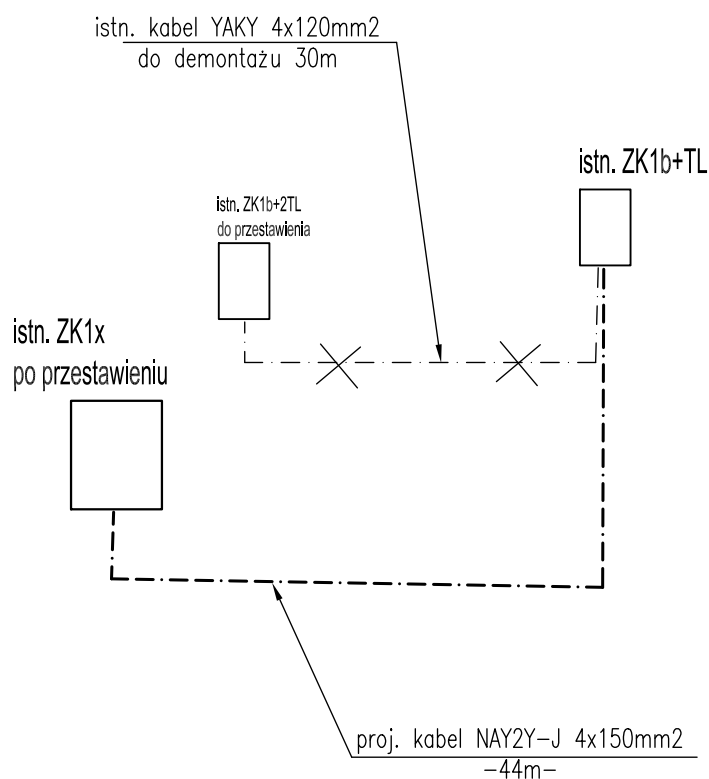 istn. kabel YAKY 4x120mm2
do demontażu 30m
istn. ZK1b+TL
istn. ZK1b+2TL
do przestawienia
istn. ZK1x
po przestawieniu
proj. kabel NAY2Y-J 4x150mm2
-44m-